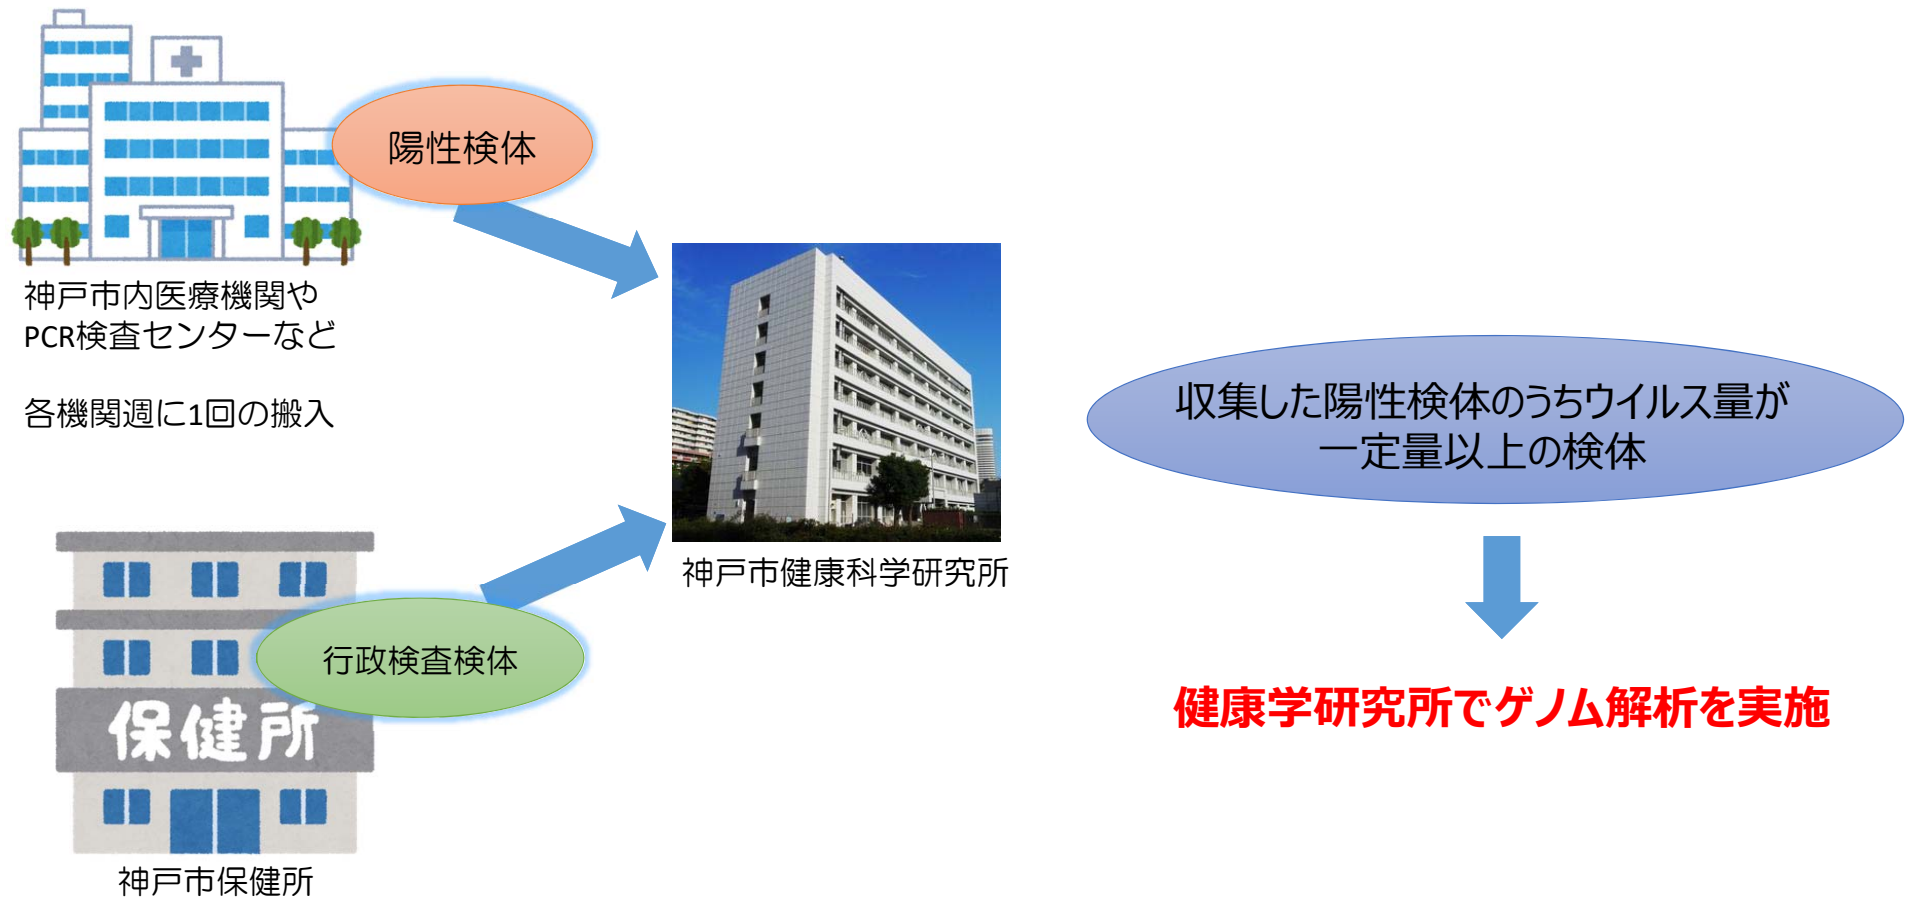 陽性検体
神戸市内医療機関や
PCR検査センターなど
各機関週に1回の搬入
神戸市健康科学研究所
行政検査検体
保健所
神戸市保健所
収集した陽性検体のうちウイルス量が
一定量以上の検体
健康学研究所でゲノム解析を実施